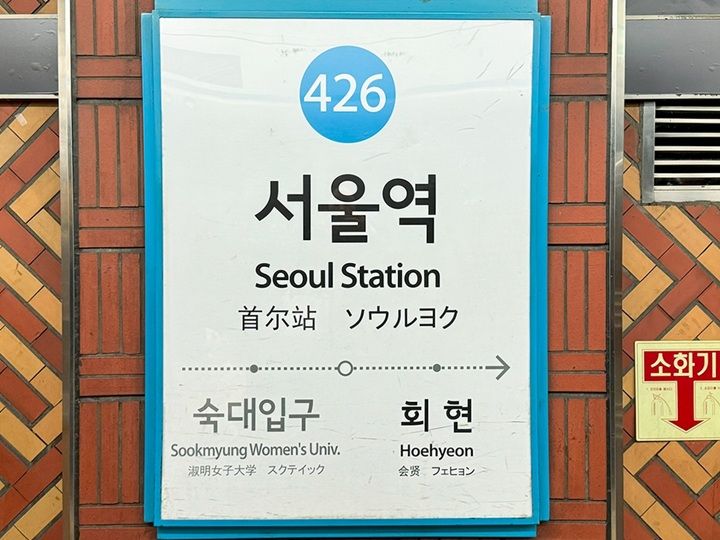 426
서울역
Seoul Station
首尔站 ソウルヨク
숙대입구
Sookmyung Women's Univ.
淑明女子大学 スクテイック
회현
Hoehyeon
会贤 フェヒョン
소화기